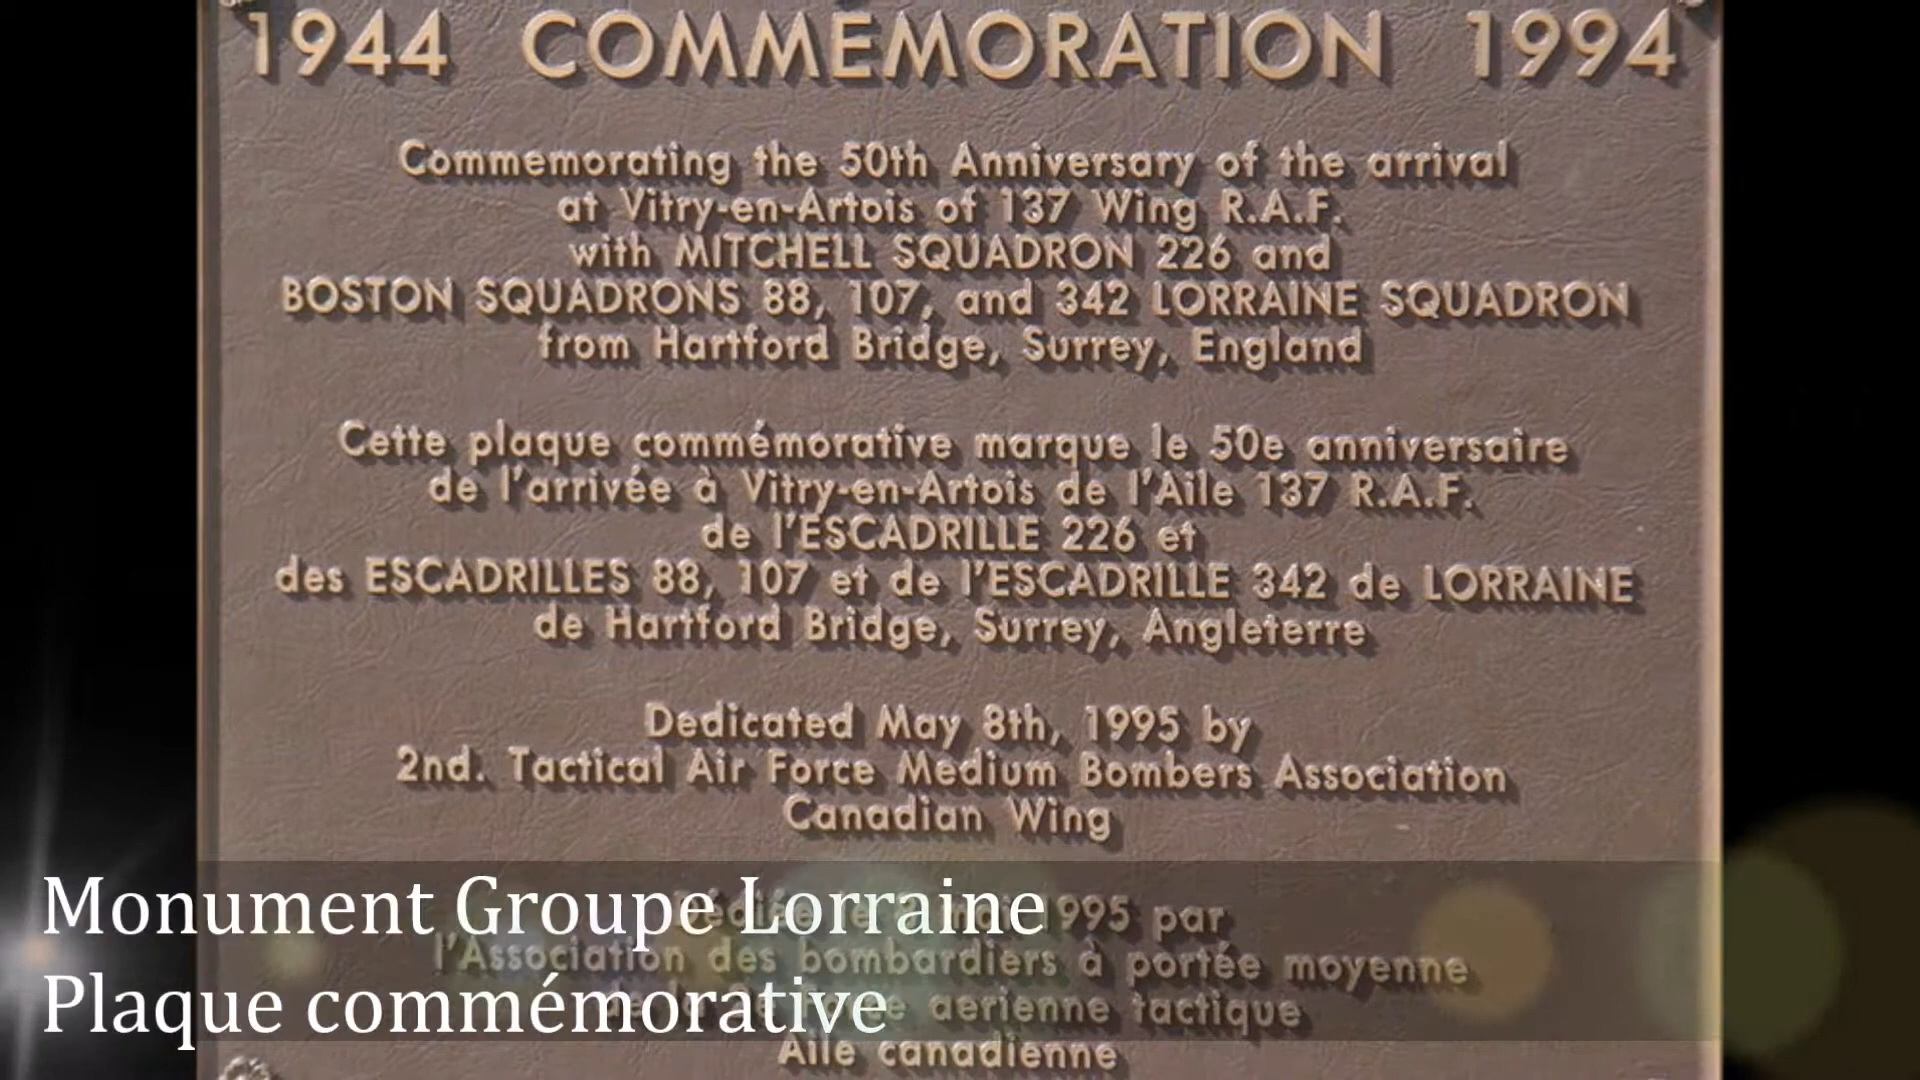 1944 COMMEMORATION 1994
Commemorating the 50th Anniversary of the arrival
at Vitry-en-Artois of 137 Wing R.A.F.
with MITCHELL SQUADRON 226 and
BOSTON SQUADRONS 88, 107, and 342 LORRAINE SQUADRON
from Hartford Bridge, Surrey, England
Cette plaque commémorative marque le 50e anniversaire
de l'arrivée à Vitry-en-Artois de l'Aile 137 R.A.F.
de l'ESCADRILLE 226 et
des ESCADRILLES 88, 107 et de l'ESCADRILLE 342 de LORRAINE
de Hartford Bridge, Surrey, Angleterre
Dedicated May 8th, 1995 by
2nd. Tactical Air Force Medium Bombers Association
Canadian Wing
mai 1995 par
l'Association des bombardiers à portée moyenne
aerienne tactique
Aile canadienne
Monument Groupe Lorraine
Plaque commémorative